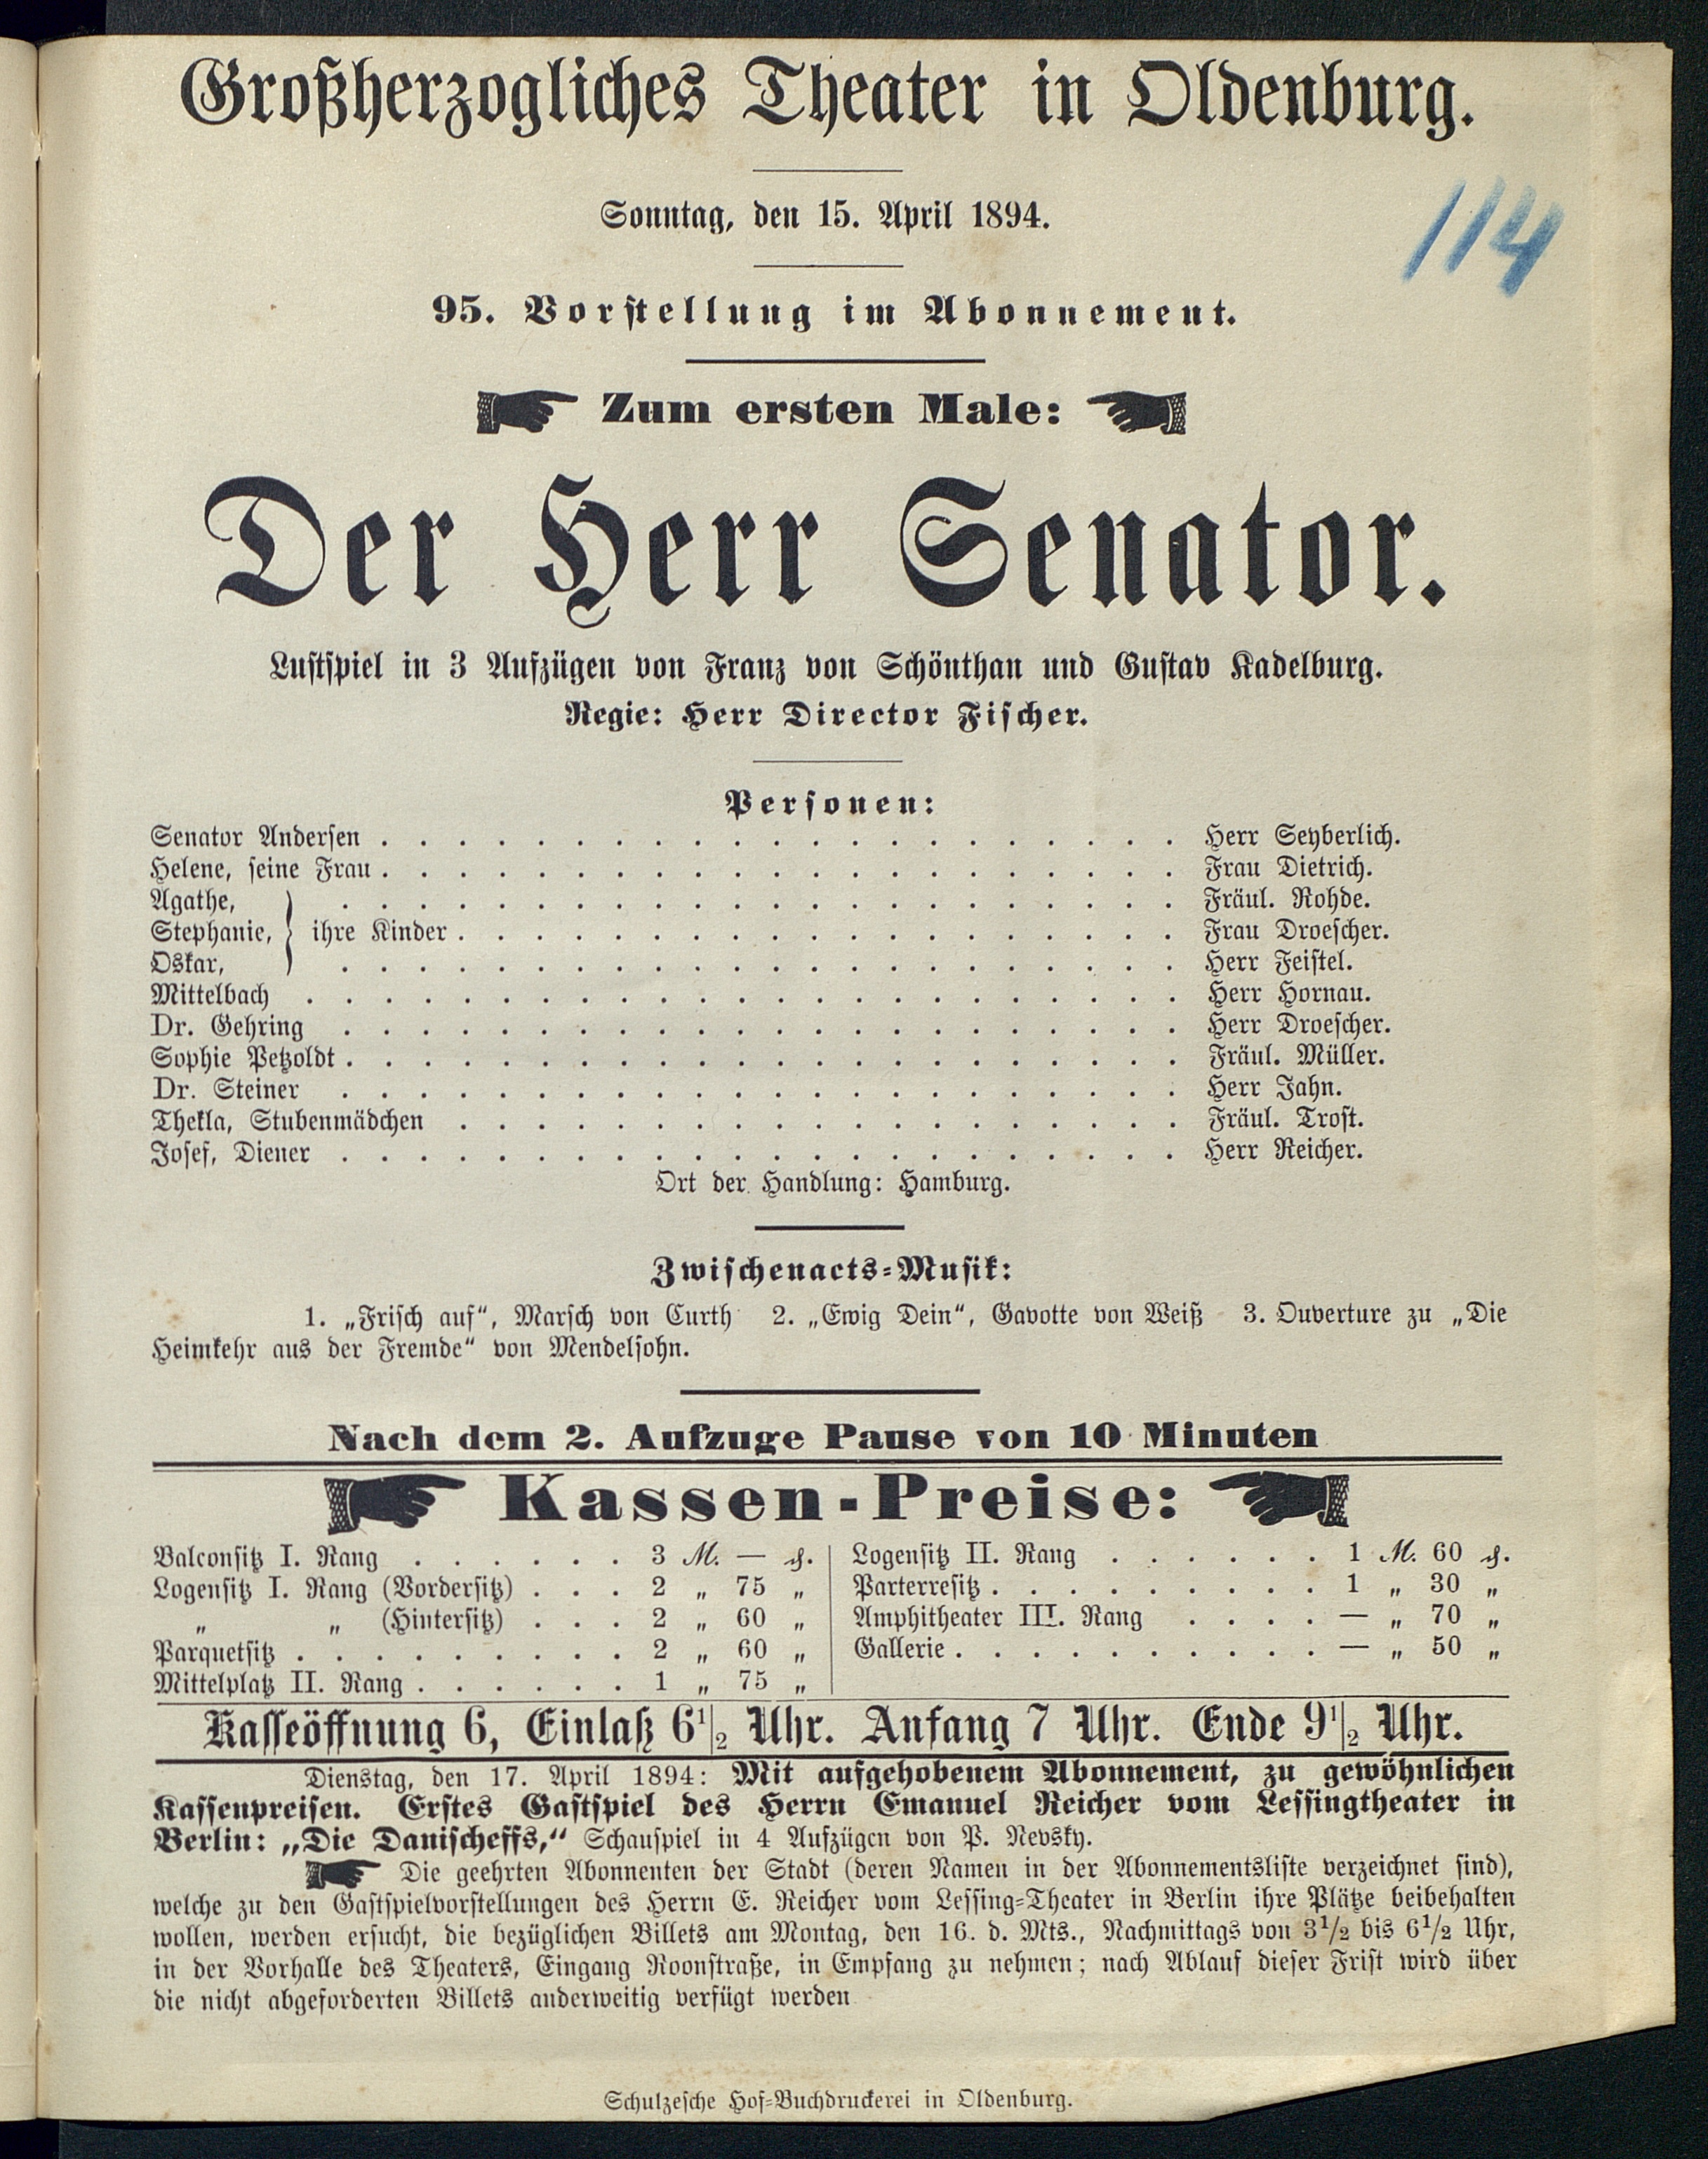 Großherzogliches Theater in Oldenburg.
Sonntag, den 15. April 1894.
114
95. Vorstellung im Abonnement.
Zum ersten Male:
Der Herr Senator.
Lustspiel in 3 Aufzügen von Franz von Schönthan und Gustav Kadelburg.
Regie: Herr Director Fischer.
Personen:
Senator Andersen . . . . . . . . . . . . . . . . . . . . . Herr Seyberlich.
Helene, seine Frau . . . . . . . . . . . . . . . . . . . . . Frau Dietrich.
Agathe, . . . . . . . . . . . . . . . . . . . . . . Fräul. Rohde.
Stephanie, } ihre Kinder . . . . . . . . . . . . . . . . . . . Frau Droescher.
Oskar, . . . . . . . . . . . . . . . . . . . . . . Herr Feistel.
Mittelbach . . . . . . . . . . . . . . . . . . . . . . . Herr Hornau.
Dr. Gehring . . . . . . . . . . . . . . . . . . . . . . Herr Droescher.
Sophie Petzoldt . . . . . . . . . . . . . . . . . . . . . . Fräul. Müller.
Dr. Steiner . . . . . . . . . . . . . . . . . . . . . . Herr Jahn.
Thekla, Stubenmädchen . . . . . . . . . . . . . . . . . . . Fräul. Trost.
Josef, Diener . . . . . . . . . . . . . . . . . . . . . . Herr Reicher.
Ort der Handlung: Hamburg.
Zwischenacts-Musik:
1. „Frisch auf“, Marsch von Curth 2. „Ewig Dein“, Gavotte von Weiß 3. Ouverture zu „Die
Heimkehr aus der Fremde“ von Mendelsohn.
Nach dem 2. Aufzuge Pause von 10 Minuten
Kassen-Preise:
Balconsitz I. Rang . . . . . . 3 M. — ₰.
Logensitz I. Rang (Vordersitz) . . . 2 „ 75 „
„ „ (Hintersitz) . . . 2 „ 60 „
Parquetsitz . . . . . . . . . 2 „ 60 „
Mittelplatz II. Rang . . . . . . 1 „ 75 „
Logensitz II. Rang . . . . . . 1 M. 60 ₰.
Parterresitz . . . . . . . . . 1 „ 30 „
Amphitheater III. Rang . . . . — „ 70 „
Gallerie . . . . . . . . . . — „ 50 „
Kasseöffnung 6, Einlaß 6½ Uhr. Anfang 7 Uhr. Ende 9½ Uhr.
Dienstag, den 17. April 1894: Mit aufgehobenem Abonnement, zu gewöhnlichen
Kassenpreisen. Erstes Gastspiel des Herrn Emanuel Reicher vom Lessingtheater in
Berlin: „Die Danischeffs,“ Schauspiel in 4 Aufzügen von P. Nevsky.
Die geehrten Abonnenten der Stadt (deren Namen in der Abonnementsliste verzeichnet sind),
welche zu den Gastspielvorstellungen des Herrn E. Reicher vom Lessing-Theater in Berlin ihre Plätze beibehalten
wollen, werden ersucht, die bezüglichen Billets am Montag, den 16. d. Mts., Nachmittags von 3½ bis 6½ Uhr,
in der Vorhalle des Theaters, Eingang Roonstraße, in Empfang zu nehmen; nach Ablauf dieser Frist wird über
die nicht abgeforderten Billets anderweitig verfügt werden
Schulzesche Hof-Buchdruckerei in Oldenburg.